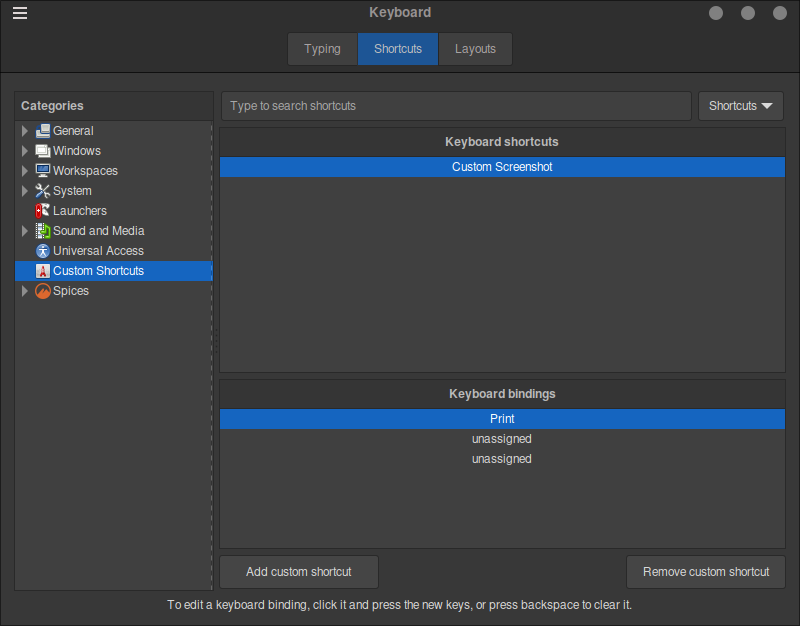 Keyboard
Typing
Shortcuts
Layouts
Categories
General
Windows
Workspaces
System
Launchers
Sound and Media
Universal Access
Custom Shortcuts
Spices
Type to search shortcuts
Shortcuts
Keyboard shortcuts
Custom Screenshot
Keyboard bindings
Print
unassigned
unassigned
Add custom shortcut
Remove custom shortcut
To edit a keyboard binding, click it and press the new keys, or press backspace to clear it.